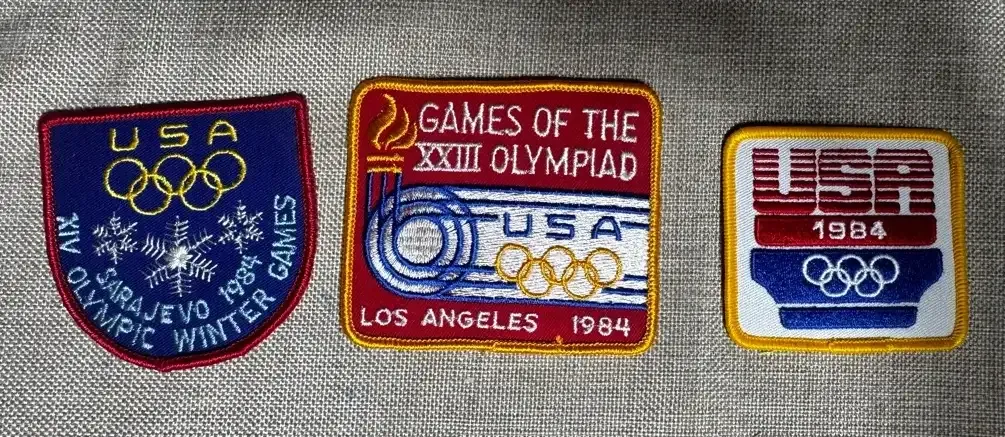 USA
SARAJEVO 1984
XIV OLYMPIC WINTER GAMES
GAMES OF THE
XXIII OLYMPIAD
USA
LOS ANGELES 1984
USA
1984